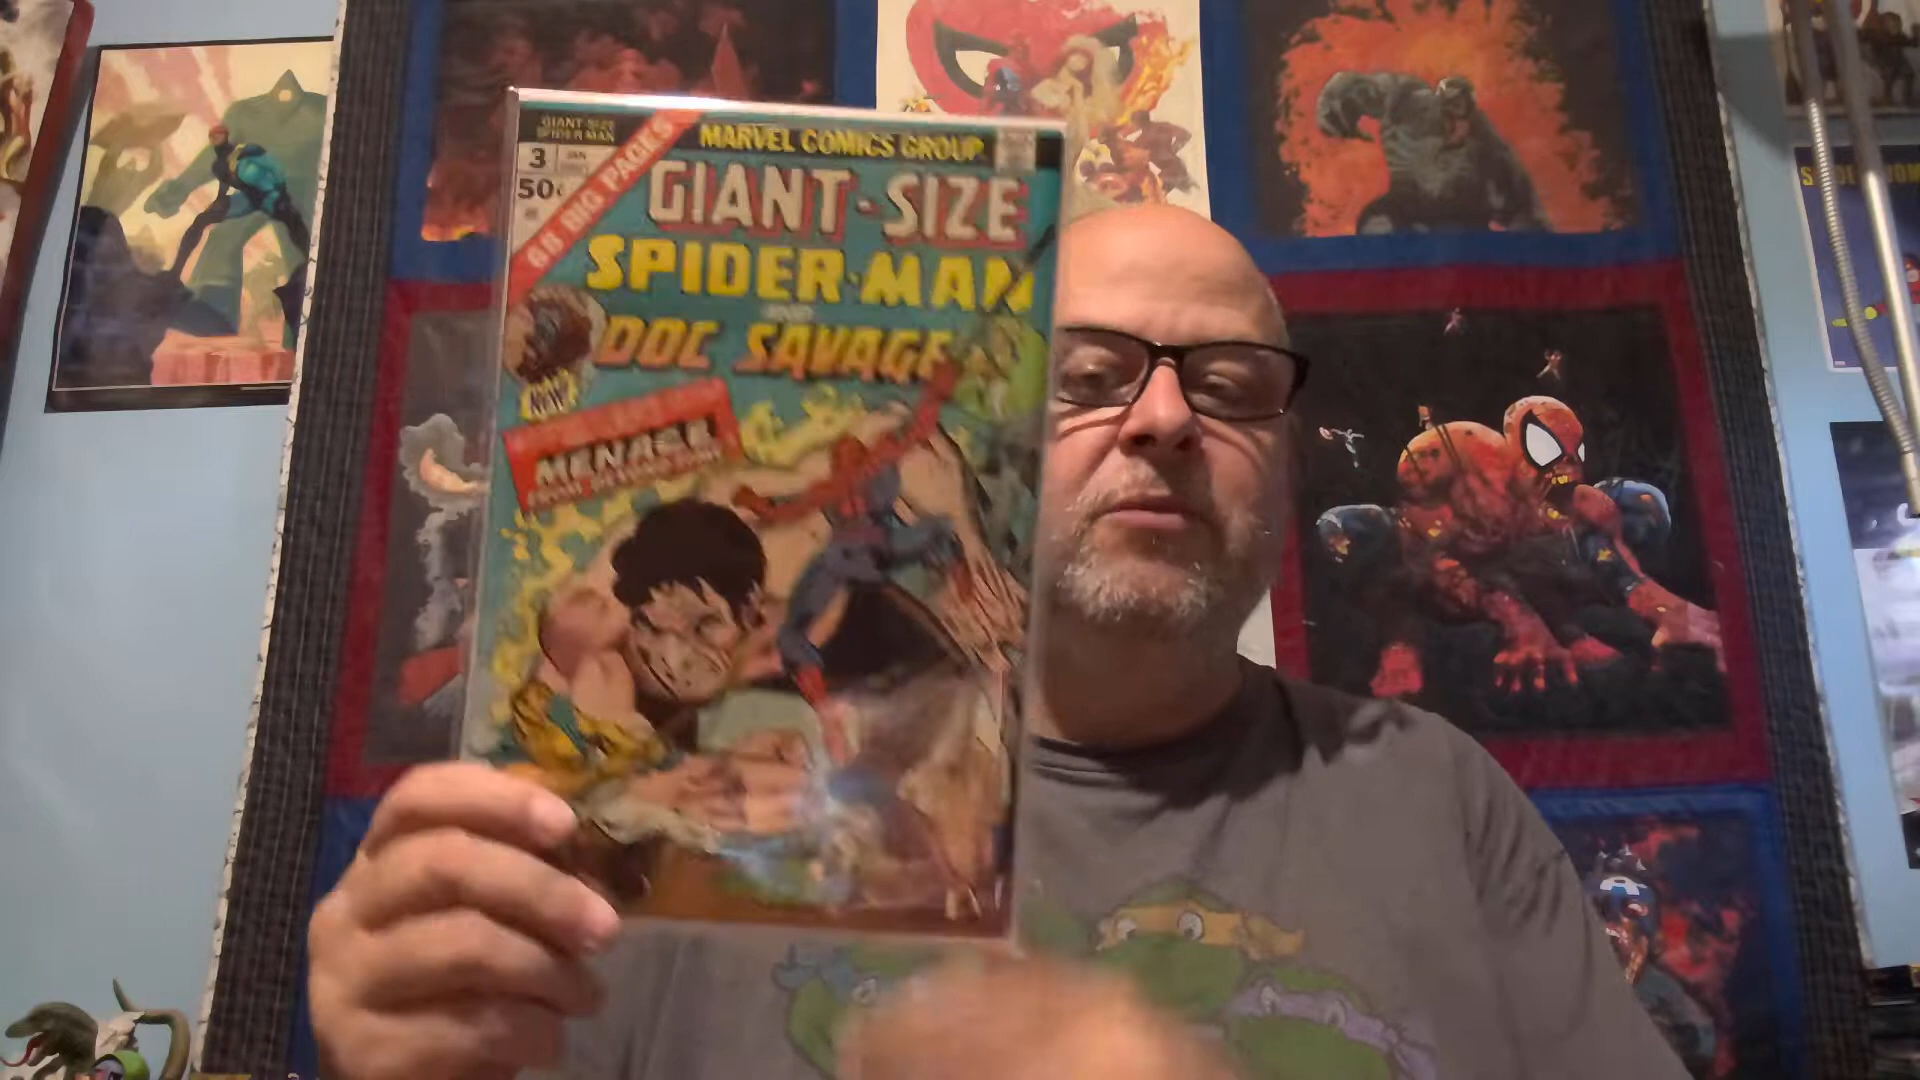 GIANT-SIZE
SPIDER-MAN
3 JAN
50¢
68 BIG PAGES
MARVEL COMICS GROUP
GIANT-SIZE
SPIDER-MAN
AND
DOC SAVAGE
NEW!
MENACE